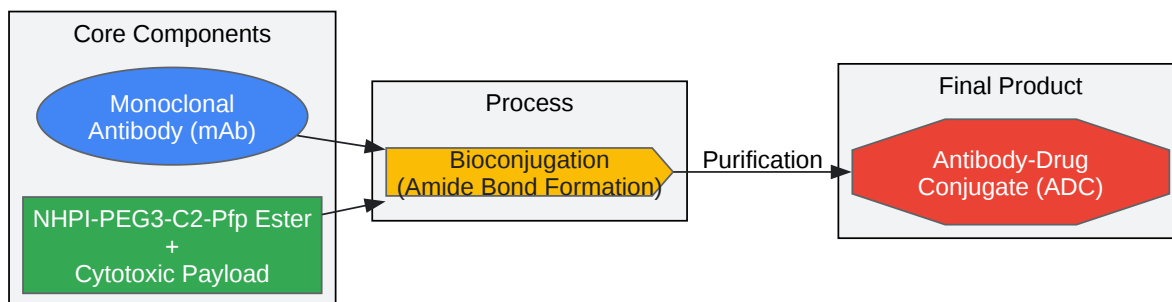 Core Components
Monoclonal
Antibody (mAb)
NHPI-PEG3-C2-Pfp Ester
+
Cytotoxic Payload
Process
Bioconjugation
(Amide Bond Formation)
Purification
Final Product
Antibody-Drug
Conjugate (ADC)